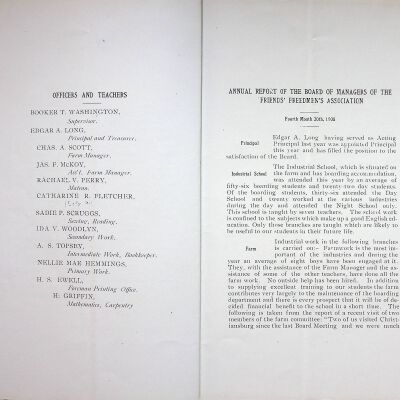 OFFICERS AND TEACHERS
BOOKER T. WASHINGTON,
Supervisor.
EDGAR A. LONG,
Principal and Treasurer.
CHAS. A. SCOTT,
Farm Manager.
JAS. F. McKOY,
Ass't. Farm Manager.
RACHAEL V. PERRY,
Matron.
CATHARINE R. FLETCHER,
SADIE P. SCRUGGS,
Sewing, Reading.
IDA V. WOODLYN,
Secondary Work.
A. S. TOPSEY,
Intermediate Work, Bookkeeper.
NELLIE MAE HEMMINGS,
Primary Work.
H. S. EWELL,
Foreman Printing Office.
H. GRIFFIN,
Mathematics, Carpentry
ANNUAL REPORT OF THE BOARD OF MANAGERS OF THE
FRIENDS' FREEDMEN'S ASSOCIATION
Fourth Month 30th, 1906
Principal
Edgar A. Long having served as Acting
Principal last year was appointed Principal
this year and has filled the position to the
satisfaction of the Board.
Industrial School
The Industrial School, which is situated on
the farm and has boarding accommodation,
was attended this year by an average of
fifty-six boarding students and twenty-two day students.
Of the boarding students, thirty-six attended the Day
School and twenty worked at the various industries
during the day and attended the Night School only.
This school is taught by seven teachers. The school work
is confined to the subjects which make up a good English education.
Only those branches are taught which are likely to
be useful to our students in their future life.
Farm
Industrial work in the following branches
is carried out:— Farmwork is the most important
of the industries and during the
year an average of eight boys have been engaged at it.
They, with the assistance of the Farm Manager and the assistance
of some of the other teachers, have done all the
farm work. No outside help has been hired. In addition
to supplying excellent training to our students the farm
contributes very largely to the maintenance of the boarding
department and there is every prospect that it will be of decided
financial benefit to the school in a short time. The
following is taken from the report of a recent visit of two
members of the farm committee: "Two of us visited Christiansburg
since the last Board Meeting and we were much